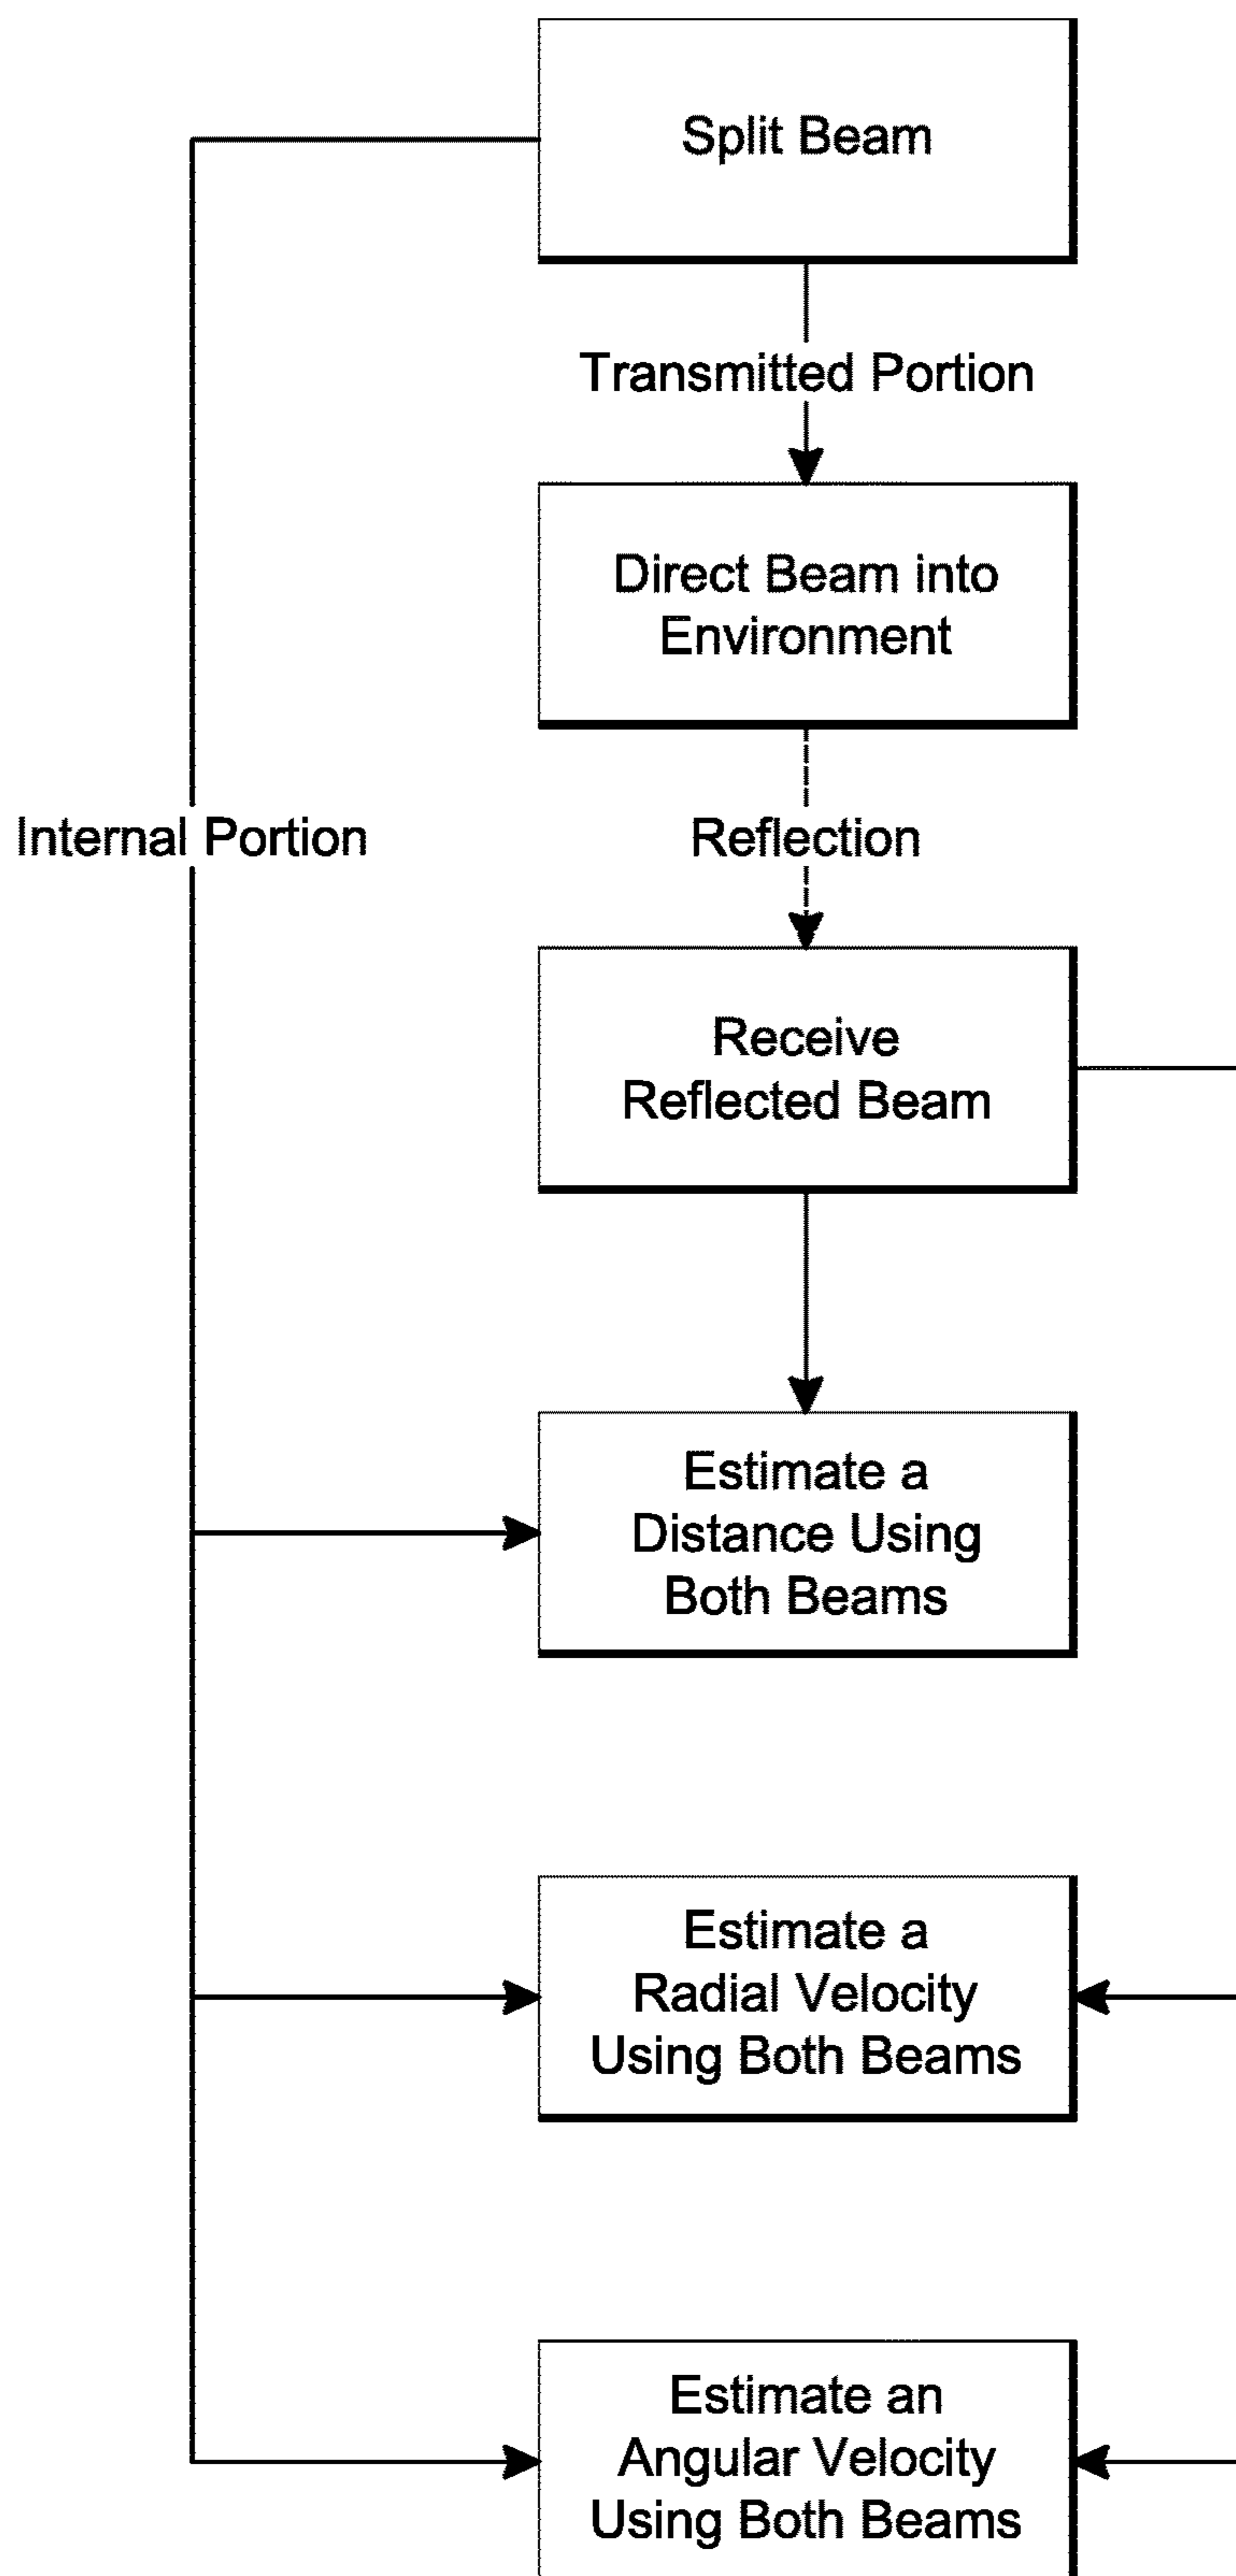 Split Beam
Transmitted Portion
Direct Beam into
Environment
Internal Portion
Reflection
Receive
Reflected Beam
Estimate a
Distance Using
Both Beams
Estimate a
Radial Velocity
Using Both Beams
Estimate an
Angular Velocity
Using Both Beams